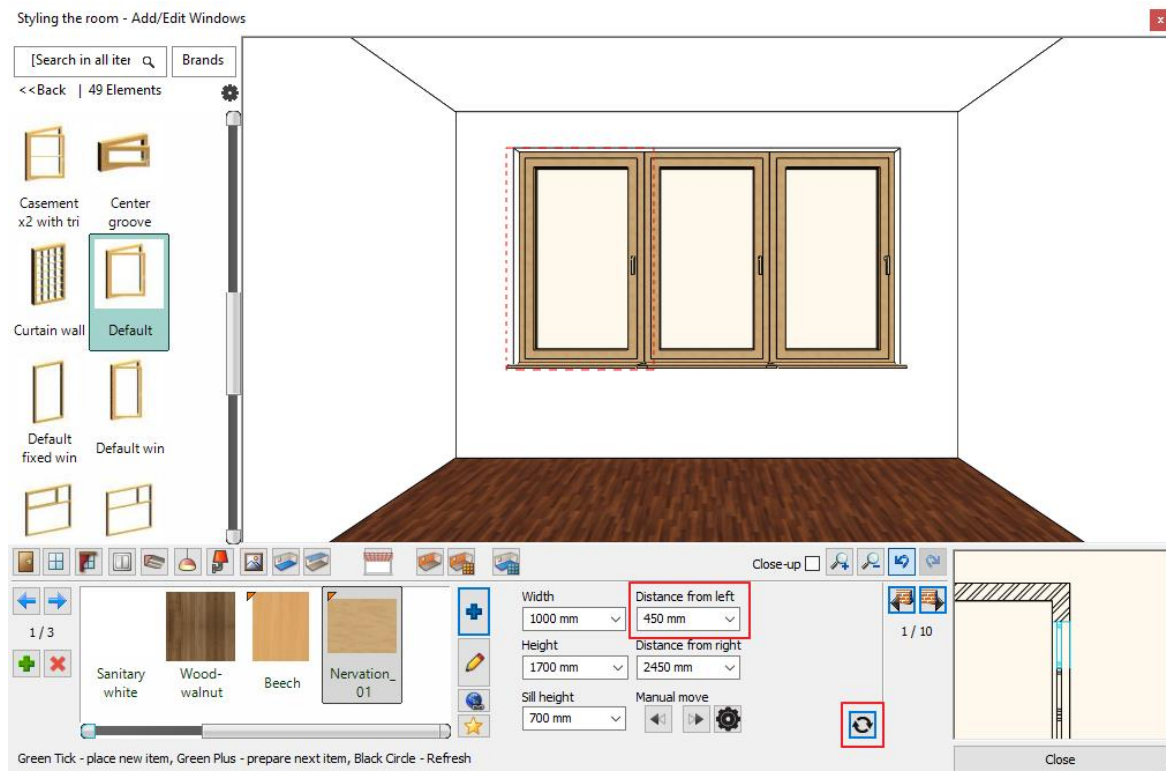 Styling the room - Add/Edit Windows
x
[Search in all iter
Brands
<<Back | 49 Elements
Casement
x2 with tri
Center
groove
Curtain wall
Default
Default
fixed win
Default win
Close-up
1 / 3
Sanitary
white
Wood-
walnut
Beech
Nervation_
01
Width
1000 mm
Distance from left
450 mm
Height
1700 mm
Distance from right
2450 mm
Sill height
700 mm
Manual move
1 / 10
Green Tick - place new item, Green Plus - prepare next item, Black Circle - Refresh
Close